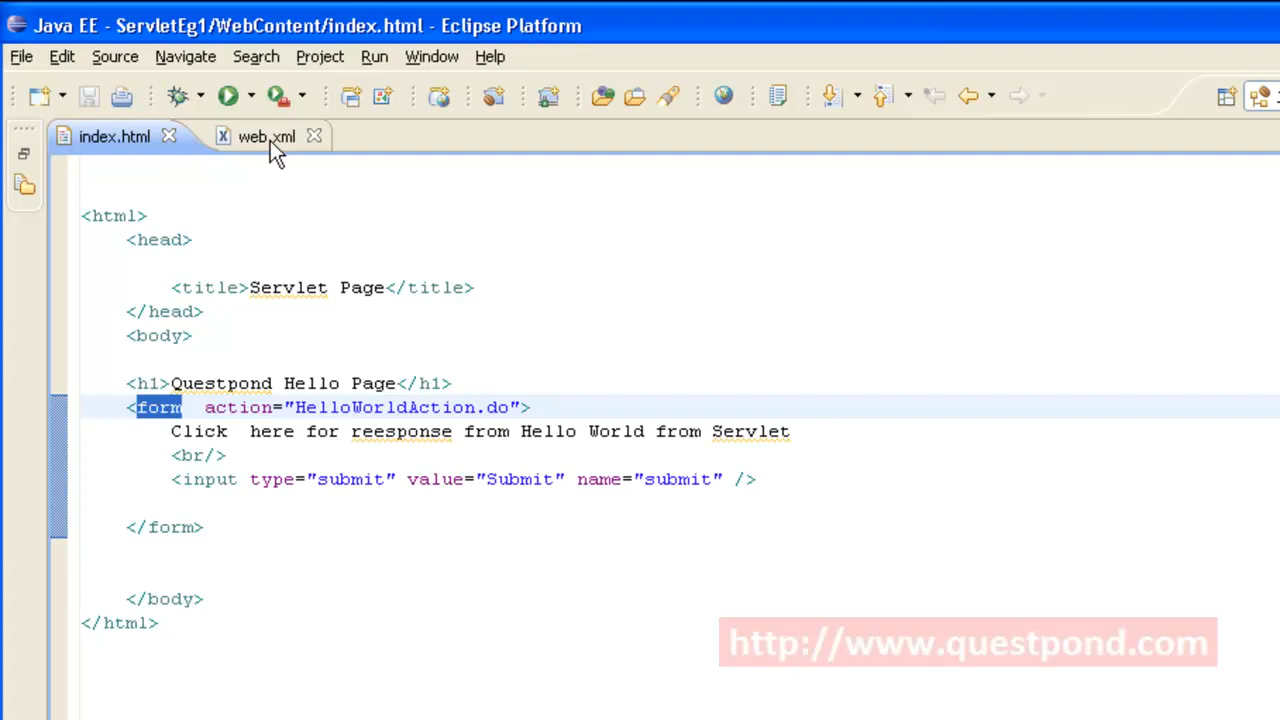 Java EE - ServletEg1/WebContent/index.html - Eclipse Platform
File Edit Source Navigate Search Project Run Window Help
index.html web.xml
<html>
<head>
<title>Servlet Page</title>
</head>
<body>
<h1>Questpond Hello Page</h1>
<form action="HelloWorldAction.do">
Click here for reesponse from Hello World from Servlet
<br/>
<input type="submit" value="Submit" name="submit" />
</form>
</body>
</html>
http://www.questpond.com